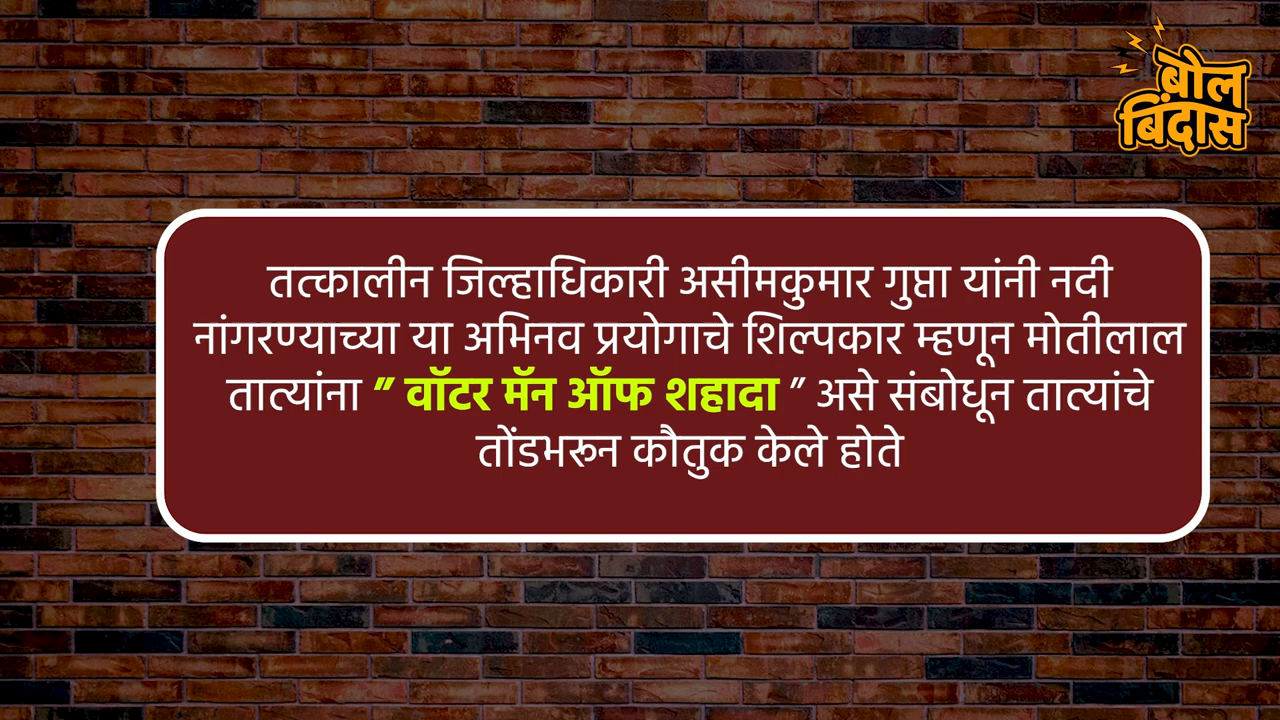 बोल
बिंदास
तत्कालीन जिल्हाधिकारी असीमकुमार गुप्ता यांनी नदी
नांगरण्याच्या या अभिनव प्रयोगाचे शिल्पकार म्हणून मोतीलाल
तात्यांना " वॉटर मॅन ऑफ शहादा " असे संबोधून तात्यांचे
तोंडभरून कौतुक केले होते